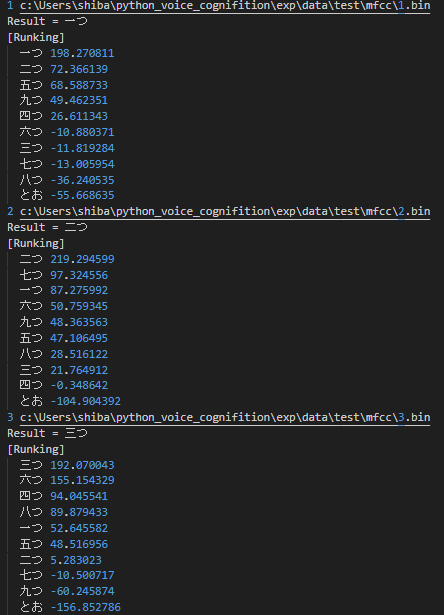 1 c:\Users\shiba\python_voice_cognifition\exp\data\test\mfcc\1.bin
Result = 一つ
[Runking]
一つ 198.270811
二つ 72.366139
五つ 68.588733
九つ 49.462351
四つ 26.611343
六つ -10.880371
三つ -11.819284
七つ -13.005954
八つ -36.240535
とお -55.668635
2 c:\Users\shiba\python_voice_cognifition\exp\data\test\mfcc\2.bin
Result = 二つ
[Runking]
二つ 219.294599
七つ 97.324556
一つ 87.275992
六つ 50.759345
九つ 48.363563
五つ 47.106495
八つ 28.516122
三つ 21.764912
四つ -0.348642
とお -104.904392
3 c:\Users\shiba\python_voice_cognifition\exp\data\test\mfcc\3.bin
Result = 三つ
[Runking]
三つ 192.070043
六つ 155.154329
四つ 94.045541
八つ 89.879433
一つ 52.645582
五つ 48.516956
二つ 5.283023
七つ -10.500717
九つ -60.245874
とお -156.852786